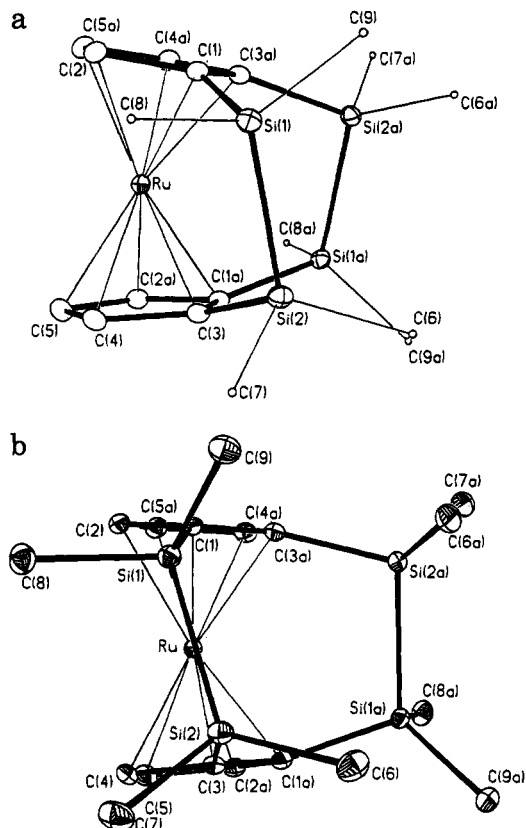 a
C(9)
C(5a)
C(4a)
C(1)
C(3a)
C(7a)
C(2)
C(8)
Si(1)
Si(2a)
C(6a)
Ru
C(8a)
C(2a)
C(1a)
Si(1a)
C(5)
C(4)
C(3)
Si(2)
C(6)
C(9a)
C(7)
b
C(9)
C(7a)
C(5a)
C(4a)
C(2)
C(1)
C(3a)
C(6a)
C(8)
Si(1)
Si(2a)
Ru
C(8a)
Si(1a)
Si(2)
C(4)
C(5)
C(3)
C(2a)
C(1a)
C(6)
C(9a)
C(7)